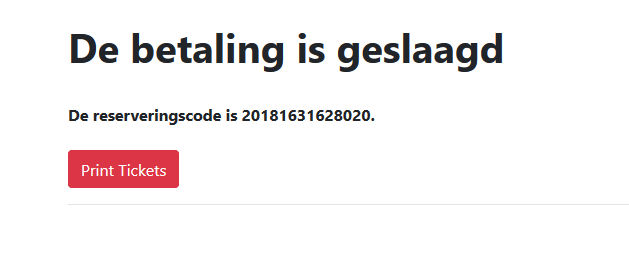 De betaling is geslaagd
De reserveringscode is 20181631628020.
Print Tickets